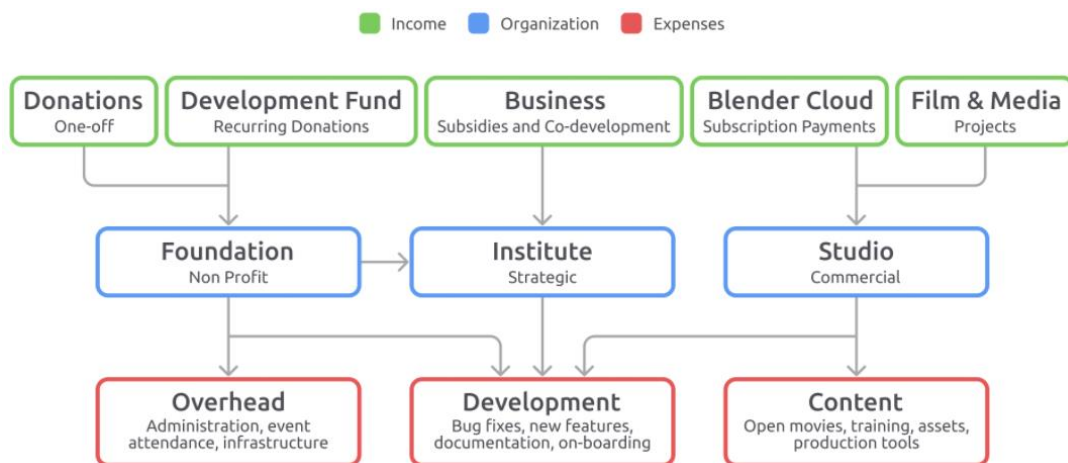 Income Organization Expenses
Donations
One-off
Development Fund
Recurring Donations
Business
Subsidies and Co-development
Blender Cloud
Subscription Payments
Film & Media
Projects
Foundation
Non Profit
Institute
Strategic
Studio
Commercial
Overhead
Administration, event
attendance, infrastructure
Development
Bug fixes, new features,
documentation, on-boarding
Content
Open movies, training, assets,
production tools